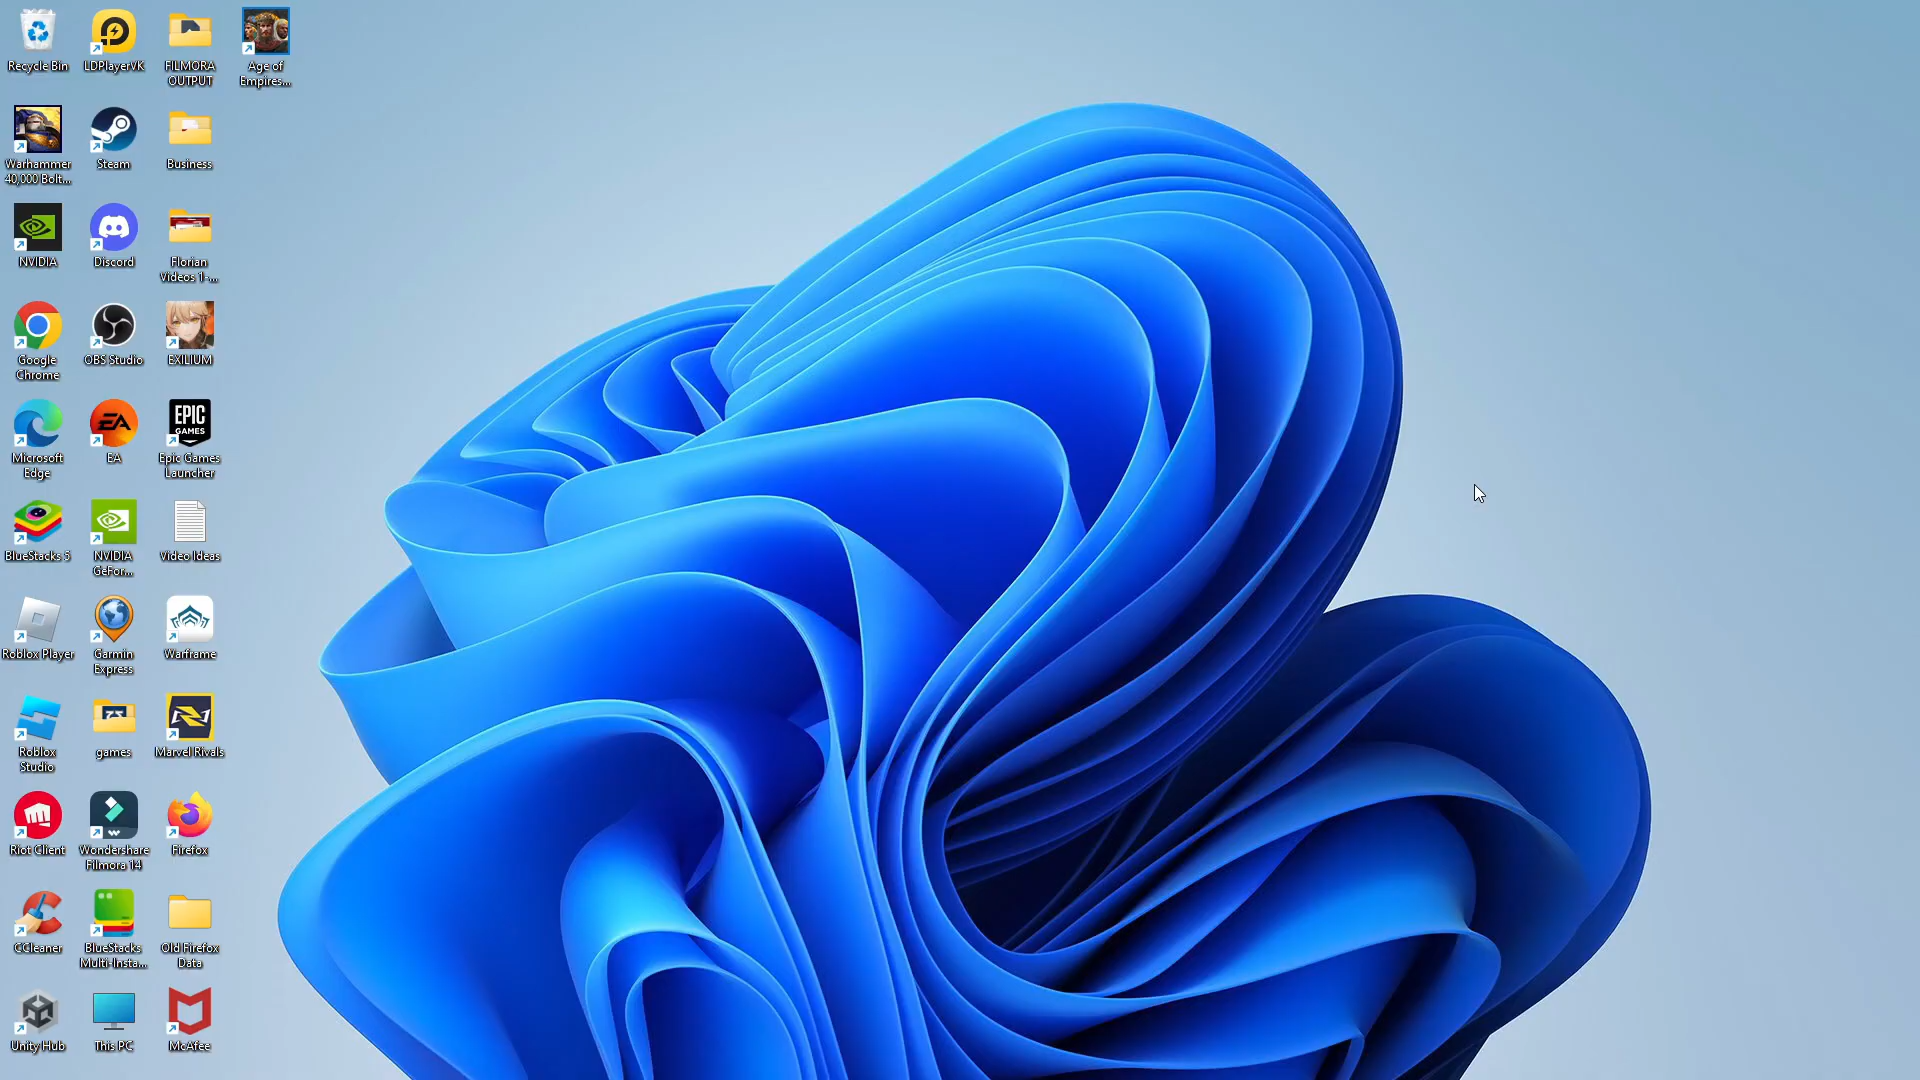 Recycle Bin
LDPlayerVK
FILMORA
OUTPUT
Age of
Empires...
Warhammer
40,000 Bolt...
Steam
Business
NVIDIA
Discord
Florian
Videos 1-...
Google
Chrome
OBS Studio
EXILIUM
Microsoft
Edge
EA
EA
EPIC
GAMES
Epic Games
Launcher
BlueStacks 5
NVIDIA
GeFor...
Video Ideas
Roblox Player
Garmin
Express
Warframe
Roblox
Studio
games
Marvel Rivals
Riot Client
Wondershare
Filmora 14
Firefox
CCleaner
BlueStacks
Multi-Insta...
Old Firefox
Data
Unity Hub
This PC
McAfee